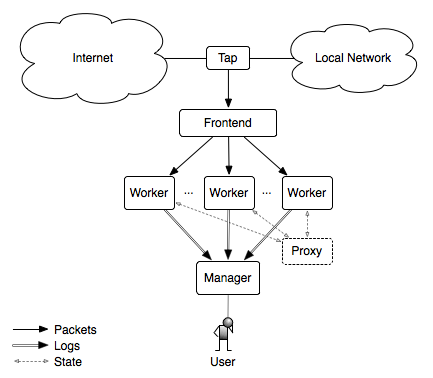 Internet
Tap
Local Network
Frontend
Worker ... Worker ... Worker
Proxy
Manager
User
Packets
Logs
State